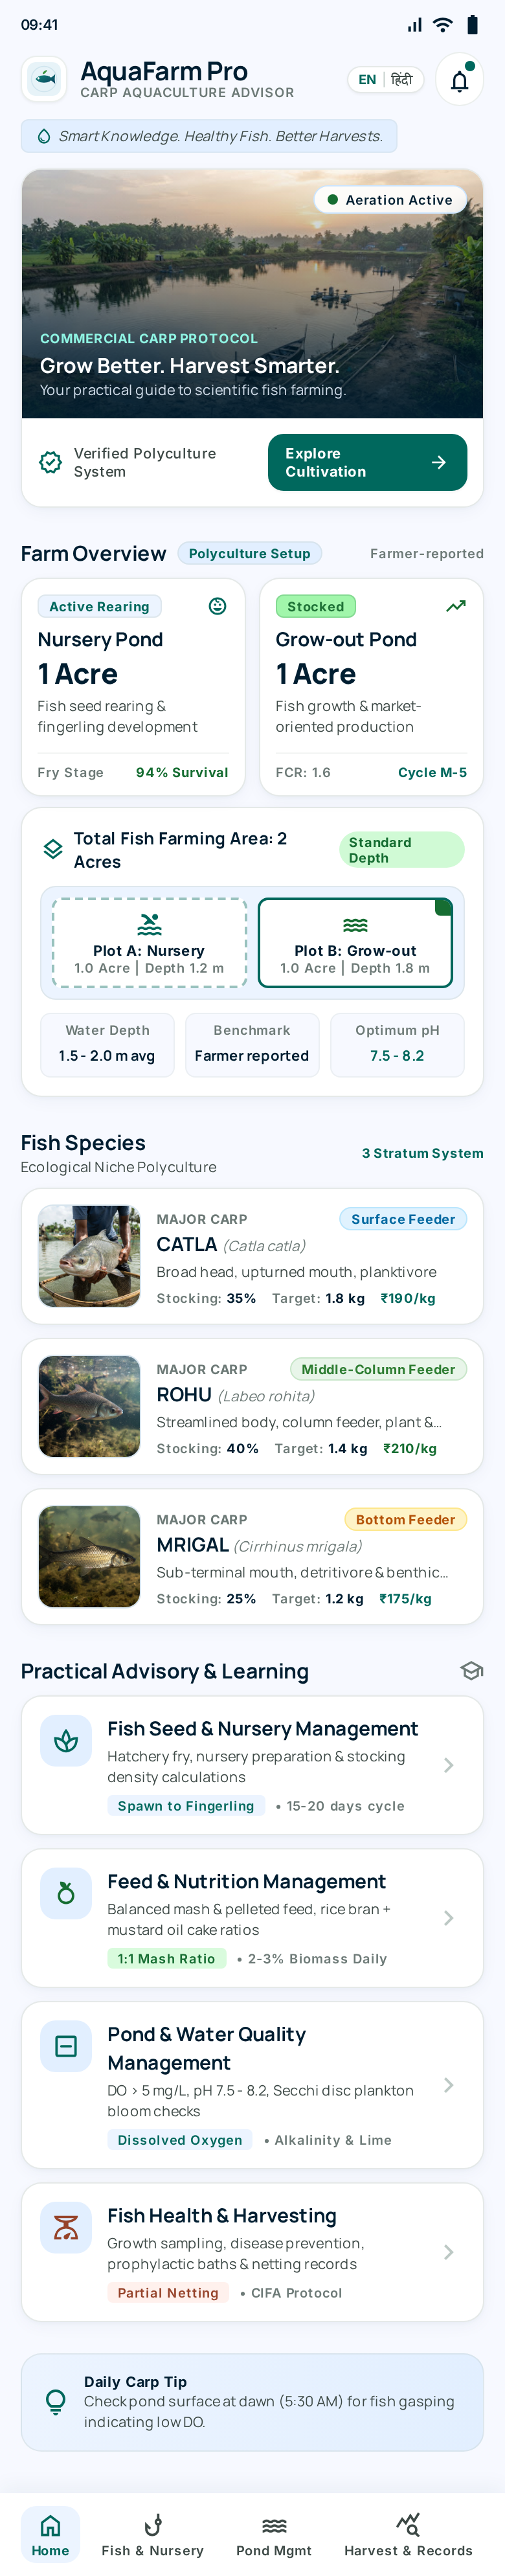 09:41
AquaFarm Pro
CARP AQUACULTURE ADVISOR
EN | हिंदी
Smart Knowledge. Healthy Fish. Better Harvests.
Aeration Active
COMMERCIAL CARP PROTOCOL
Grow Better. Harvest Smarter.
Your practical guide to scientific fish farming.
Verified Polyculture
System
Explore
Cultivation
Farm Overview
Polyculture Setup
Farmer-reported
Active Rearing
Nursery Pond
1 Acre
Fish seed rearing &
fingerling development
Fry Stage
94% Survival
Stocked
Grow-out Pond
1 Acre
Fish growth & market-
oriented production
FCR: 1.6
Cycle M-5
Total Fish Farming Area: 2
Acres
Standard
Depth
Plot A: Nursery
1.0 Acre | Depth 1.2 m
Plot B: Grow-out
1.0 Acre | Depth 1.8 m
Water Depth
1.5 - 2.0 m avg
Benchmark
Farmer reported
Optimum pH
7.5 - 8.2
Fish Species
Ecological Niche Polyculture
3 Stratum System
MAJOR CARP
Surface Feeder
CATLA (Catla catla)
Broad head, upturned mouth, planktivore
Stocking: 35% Target: 1.8 kg ₹190/kg
MAJOR CARP
Middle-Column Feeder
ROHU (Labeo rohita)
Streamlined body, column feeder, plant &…
Stocking: 40% Target: 1.4 kg ₹210/kg
MAJOR CARP
Bottom Feeder
MRIGAL (Cirrhinus mrigala)
Sub-terminal mouth, detritivore & benthic…
Stocking: 25% Target: 1.2 kg ₹175/kg
Practical Advisory & Learning
Fish Seed & Nursery Management
Hatchery fry, nursery preparation & stocking
density calculations
Spawn to Fingerling • 15-20 days cycle
Feed & Nutrition Management
Balanced mash & pelleted feed, rice bran +
mustard oil cake ratios
1:1 Mash Ratio • 2-3% Biomass Daily
Pond & Water Quality
Management
DO > 5 mg/L, pH 7.5 - 8.2, Secchi disc plankton
bloom checks
Dissolved Oxygen • Alkalinity & Lime
Fish Health & Harvesting
Growth sampling, disease prevention,
prophylactic baths & netting records
Partial Netting • CIFA Protocol
Daily Carp Tip
Check pond surface at dawn (5:30 AM) for fish gasping
indicating low DO.
Home
Fish & Nursery
Pond Mgmt
Harvest & Records